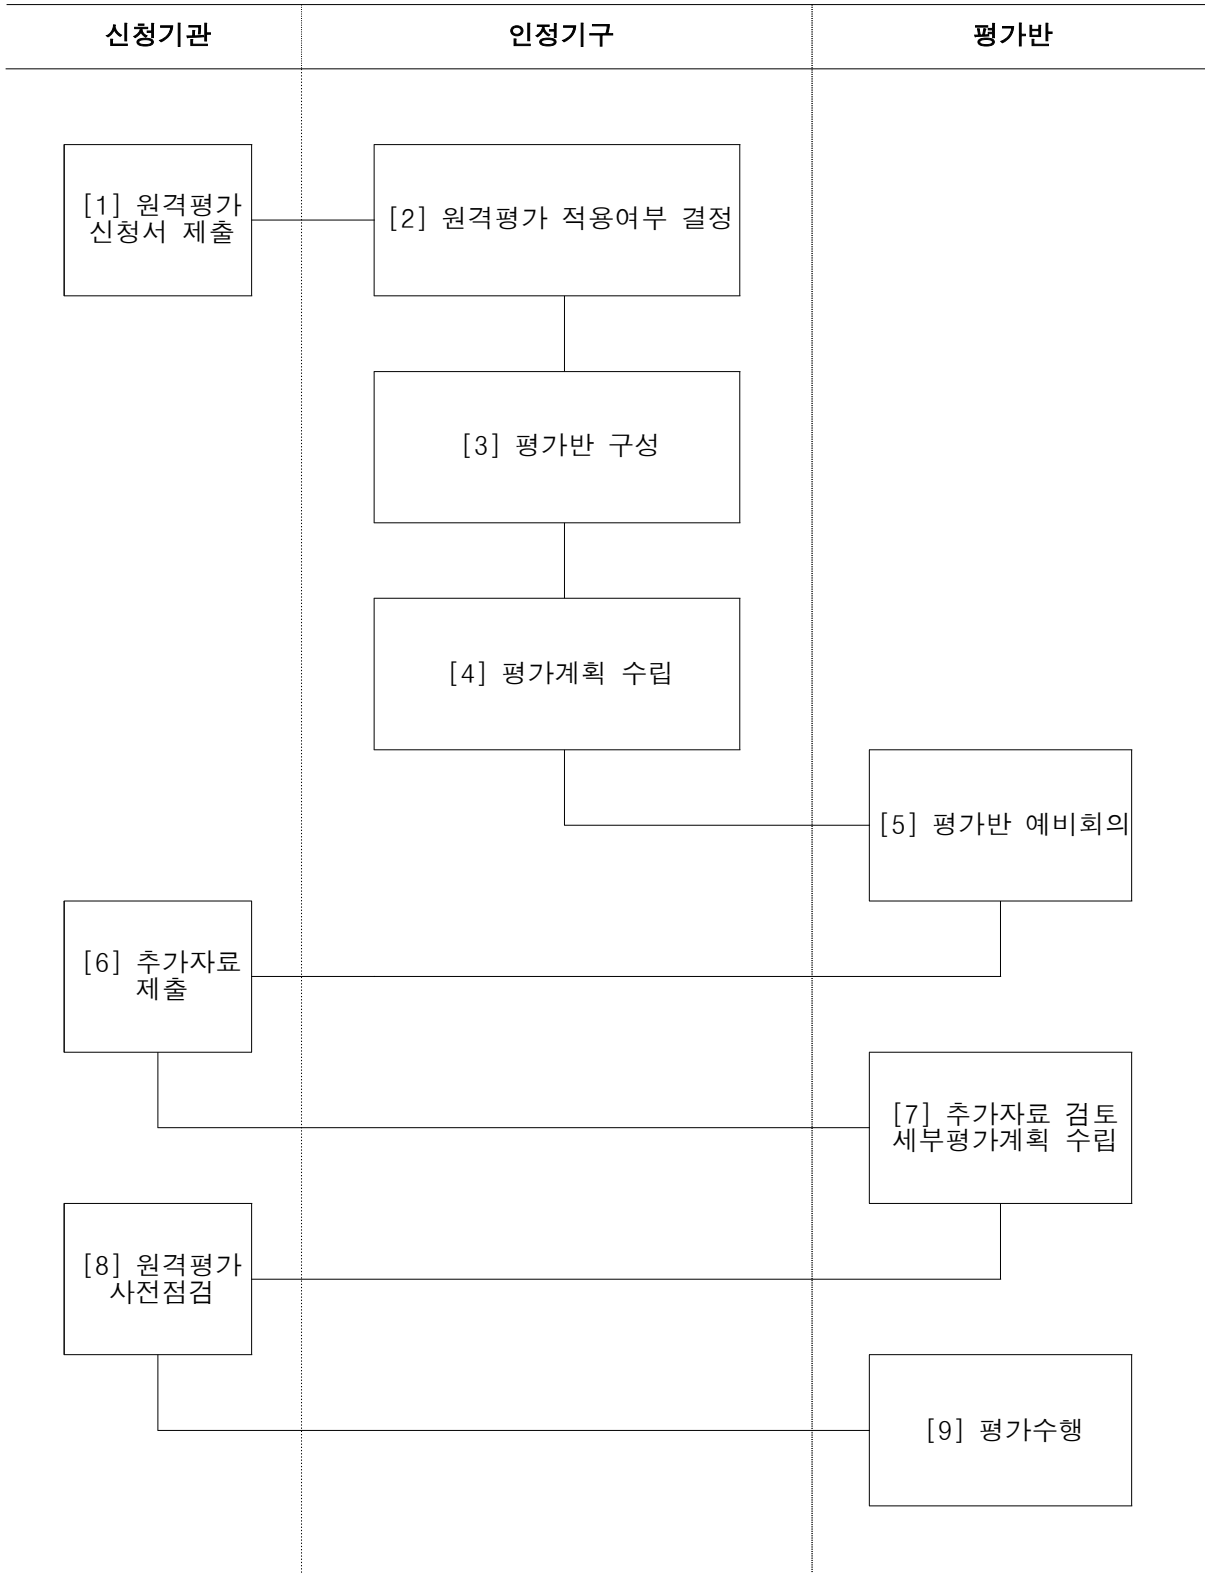 신청기관
인정기구
평가반
[1] 원격평가
신청서 제출
[2] 원격평가 적용여부 결정
[3] 평가반 구성
[4] 평가계획 수립
[5] 평가반 예비회의
[6] 추가자료
제출
[7] 추가자료 검토
세부평가계획 수립
[8] 원격평가
사전점검
[9] 평가수행